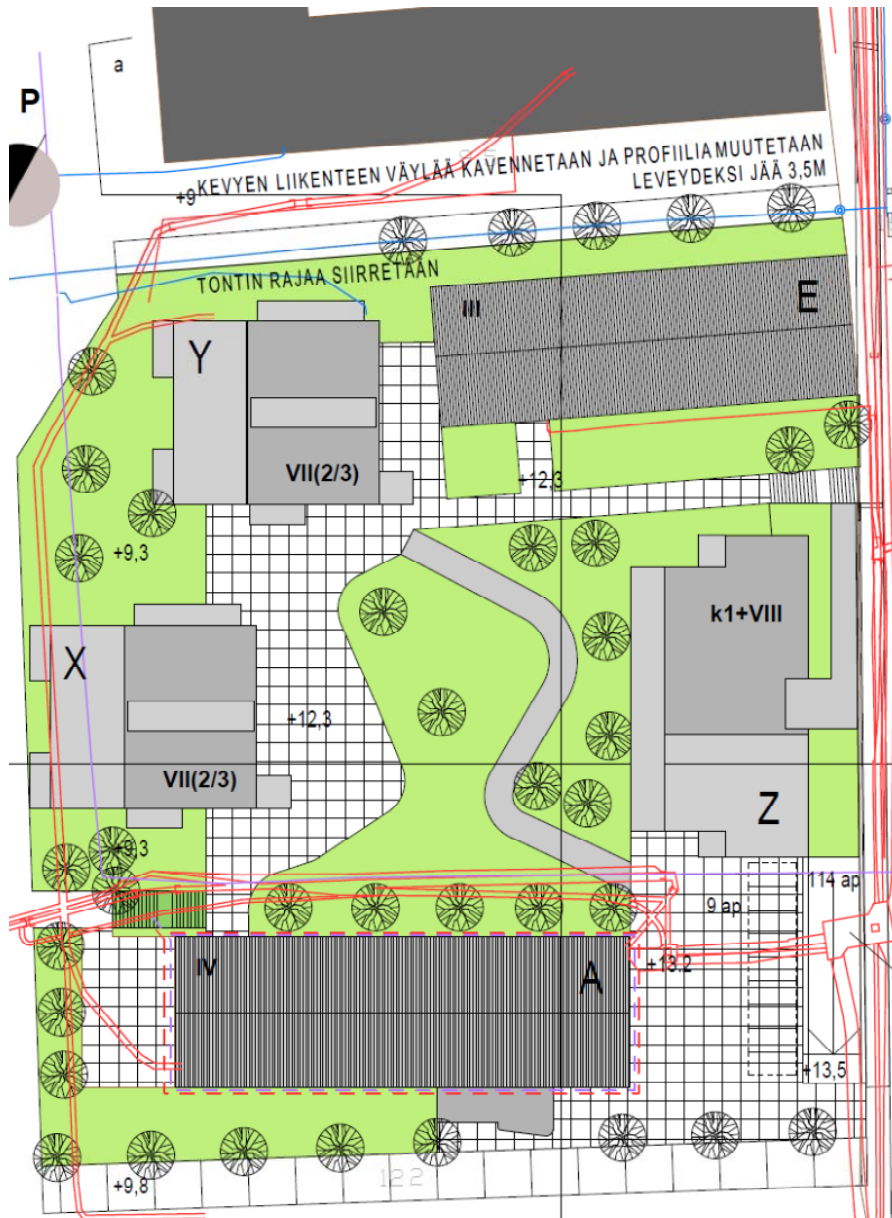 a
P
KEVYEN LIIKENTEEN VÄYLÄÄ KAVENNETAAN JA PROFIILIA MUUTETAAN
LEVEYDEKSI JÄÄ 3,5M
+9
TONTIN RAJAA SIIRRETÄÄN
III
E
Y
VII(2/3)
+12,3
+9,3
k1+VIII
X
+12,3
VII(2/3)
Z
+9,3
114 ap
9 ap
IV
A
+13.2
+13,5
122
+9,8